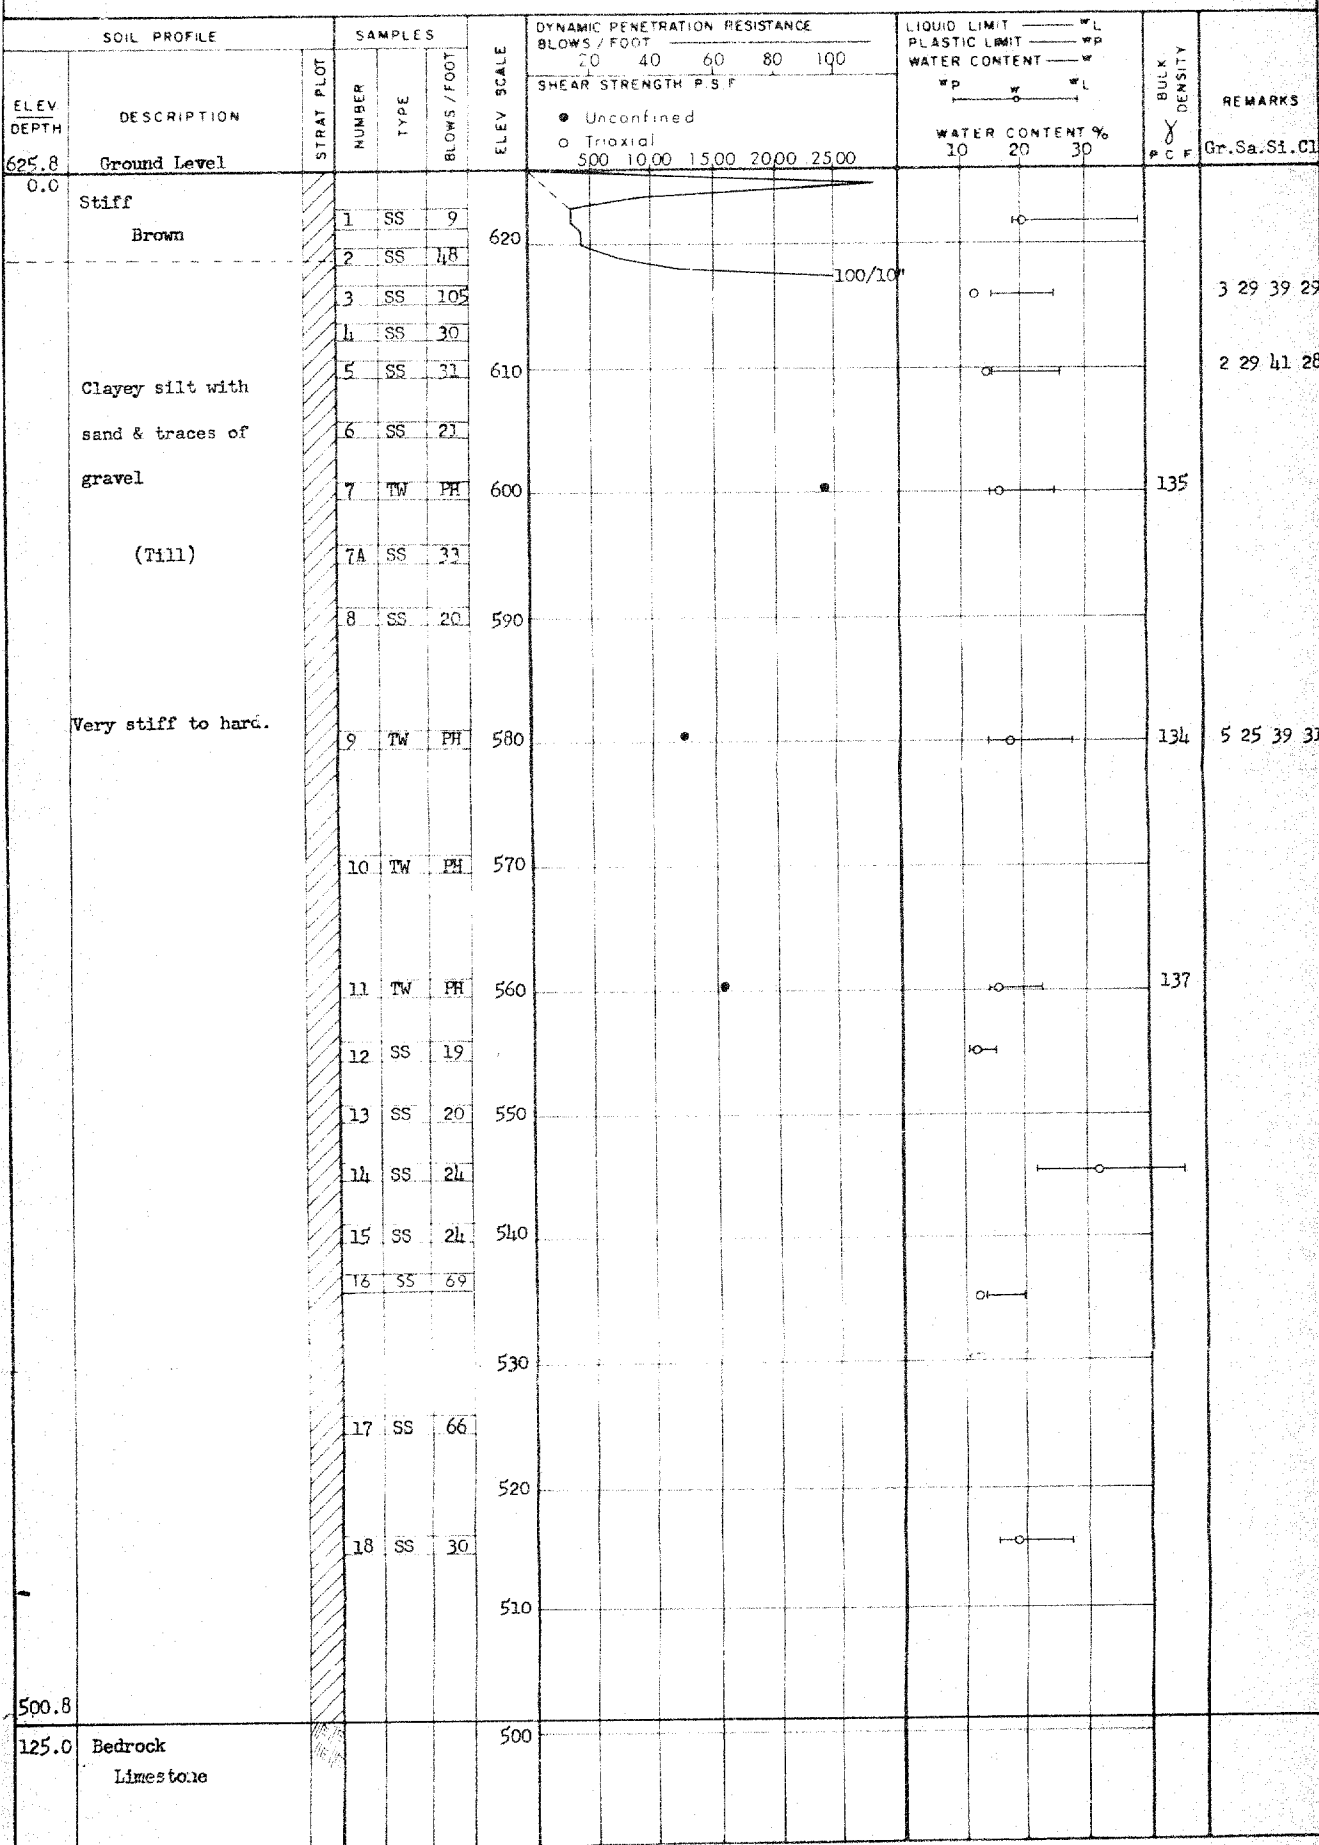 SOIL PROFILE
SAMPLES
ELEV SCALE
DYNAMIC PENETRATION RESISTANCE
BLOWS / FOOT
20 40 60 80 100
SHEAR STRENGTH P.S.F
● Unconfined
○ Triaxial
500 1000 1500 2000 2500
LIQUID LIMIT —— wL
PLASTIC LIMIT —— wP
WATER CONTENT —— w
wP w wL
WATER CONTENT %
10 20 30
BULK DENSITY
γ
P C F
REMARKS
Gr.Sa.Si.Cl
ELEV
DEPTH
DESCRIPTION
STRAT PLOT
NUMBER
TYPE
BLOWS / FOOT
625.8 Ground Level
0.0
Stiff
Brown
1 SS 9
620
2 SS 48
100/10"
3 SS 105
3 29 39 29
4 SS 30
5 SS 31
610
2 29 41 28
Clayey silt with
sand & traces of
gravel
6 SS 21
7 TW PH
600
135
(Till)
7A SS 33
8 SS 20
590
Very stiff to hard.
9 TW PH
580
134
5 25 39 31
10 TW PH
570
11 TW PH
560
137
12 SS 19
13 SS 20
550
14 SS 24
15 SS 24
540
16 SS 69
530
17 SS 66
520
18 SS 30
510
500.8
125.0 Bedrock
Limestone
500